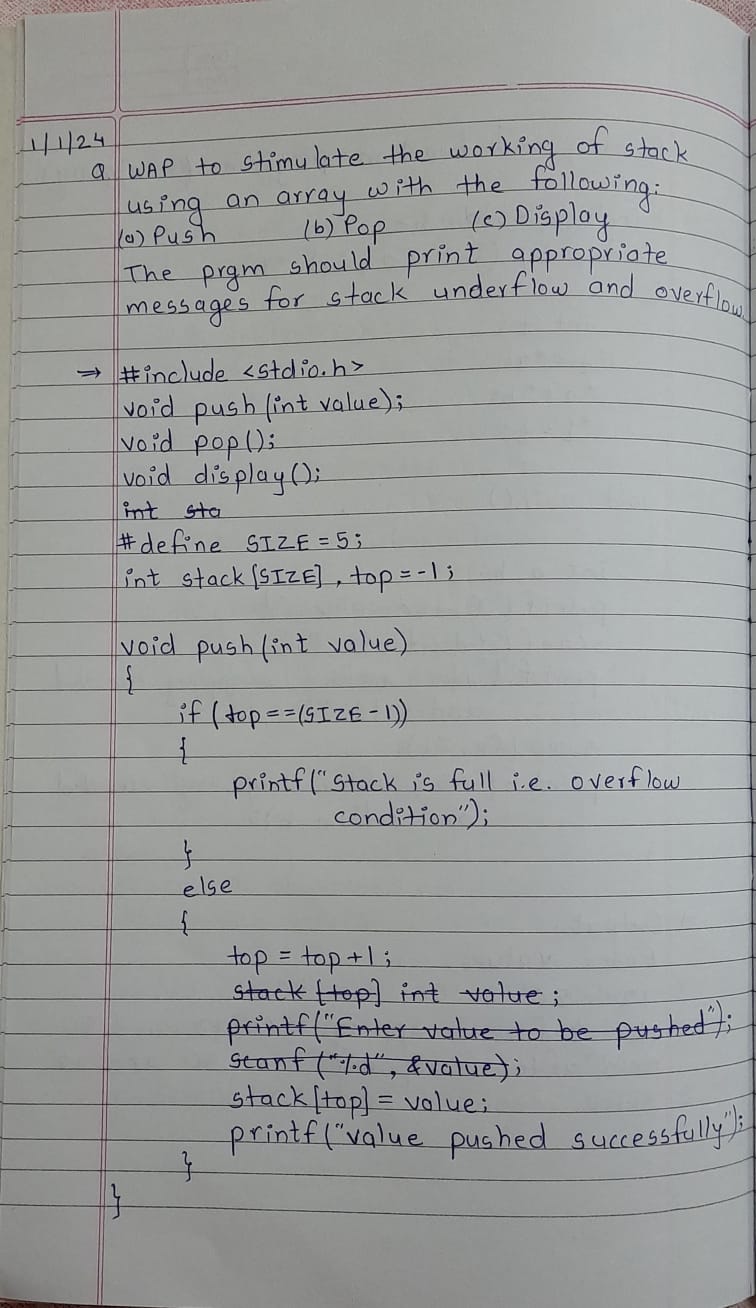 1/1/24
Q WAP to stimulate the working of stack
using an array with the following:
(a) Push (b) Pop (c) Display
The prgm should print appropriate
messages for stack underflow and overflow.
⇒ #include <stdio.h>
void push(int value);
void pop();
void display();
int sta
#define SIZE = 5;
int stack[SIZE], top = -1;
void push(int value)
{
if (top==(SIZE-1))
{
printf("Stack is full i.e. overflow
condition");
}
else
{
top = top+1;
stack [top] int value;
printf("Enter value to be pushed");
scanf ("%d", &value);
stack[top] = value;
printf("value pushed successfully");
}
}